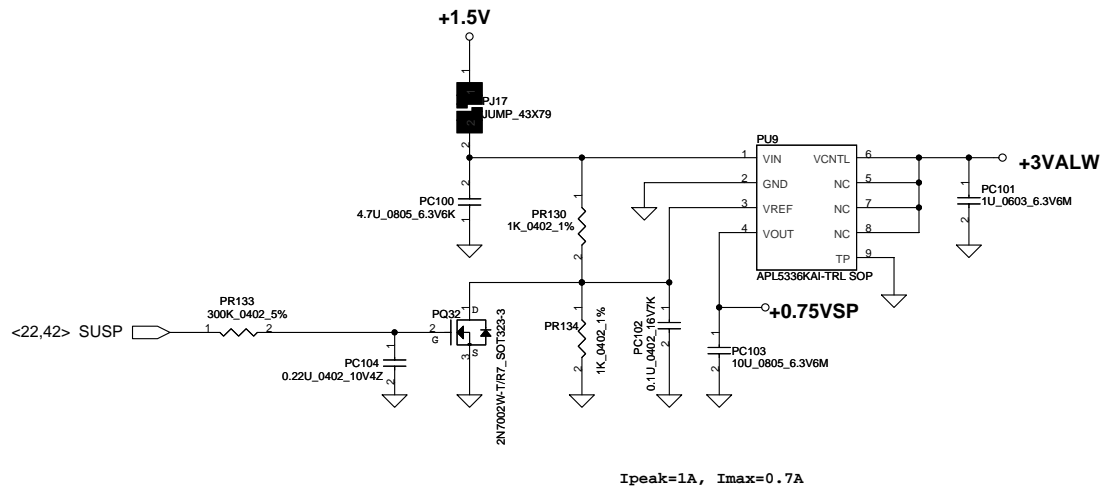 +1.5V
1
1
PJ17
JUMP_43X79
2
2
PU9
1 VIN VCNTL 6
+3VALW
2 GND NC 5
3 VREF NC 7
4 VOUT NC 8
TP 9
APL5336KAI-TRL SOP
2
PC100
4.7U_0805_6.3V6K
1
1
PR130
1K_0402_1%
2
1
PC101
1U_0603_6.3V6M
2
+0.75VSP
<22,42> SUSP
PR133
300K_0402_5%
1 2
1
PC104
0.22U_0402_10V4Z
2
PQ32
1 D
2
G
S
3
2N7002W-T/R7_SOT323-3
1
PR134
1K_0402_1%
2
1
PC102
0.1U_0402_16V7K
2
1
PC103
10U_0805_6.3V6M
2
Ipeak=1A, Imax=0.7A